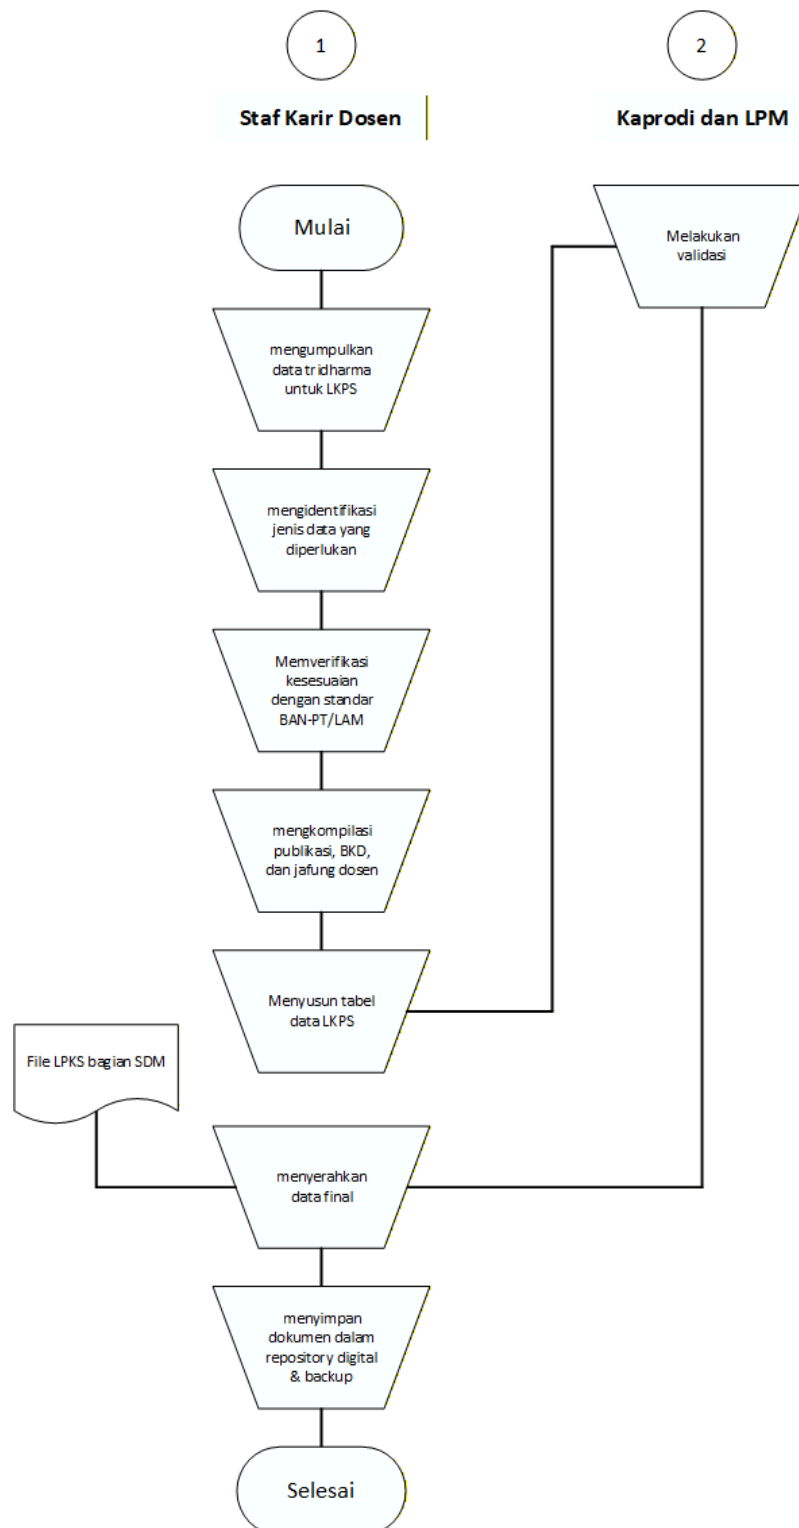 1
2
Staf Karir Dosen
Kaprodi dan LPM
Mulai
Melakukan
validasi
mengumpulkan
data tridharma
untuk LKPS
mengidentifikasi
jenis data yang
diperlukan
Memverifikasi
kesesuaian
dengan standar
BAN-PT/LAM
mengkompilasi
publikasi, BKD,
dan jafung dosen
Menyusun tabel
data LKPS
File LPKS bagian SDM
menyerahkan
data final
menyimpan
dokumen dalam
repository digital
& backup
Selesai